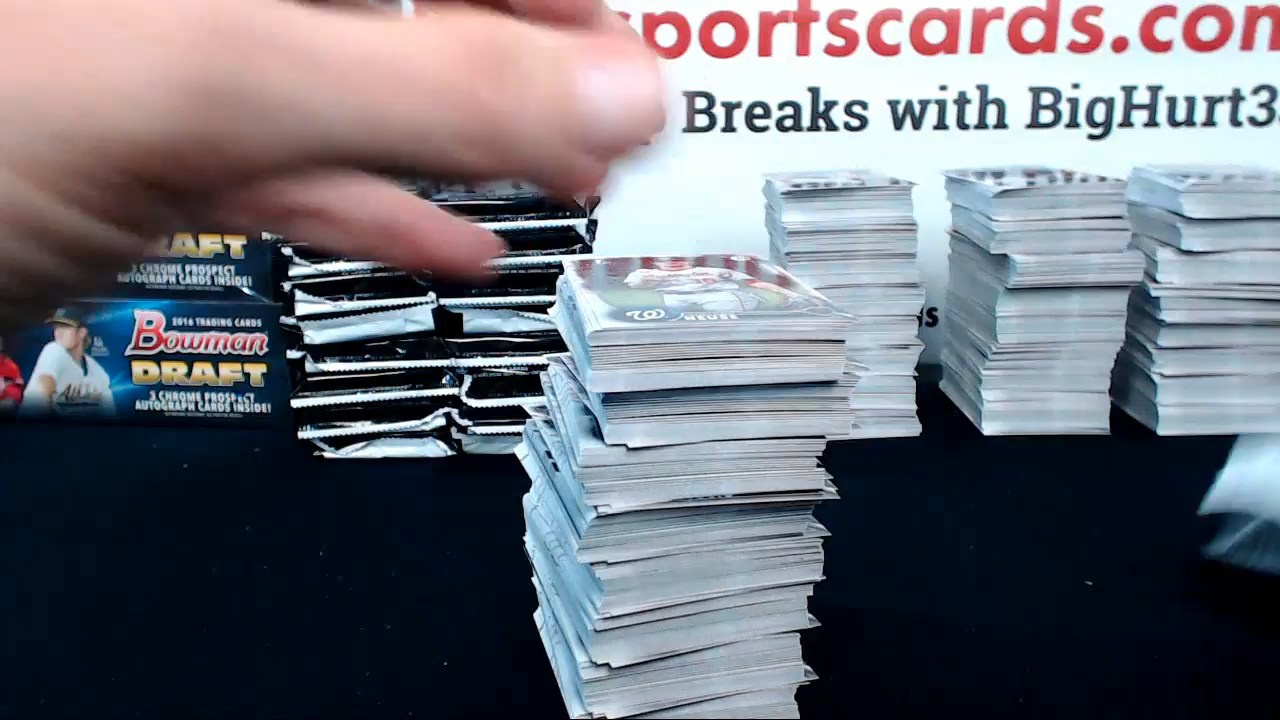 sportscards.com
Breaks with BigHurt3
AFT
3 CHROME PROSPECT
AUTOGRAPH CARDS INSIDE!
2016 TRADING CARDS
Bowman
DRAFT
3 CHROME PROSPECT
AUTOGRAPH CARDS INSIDE!
W